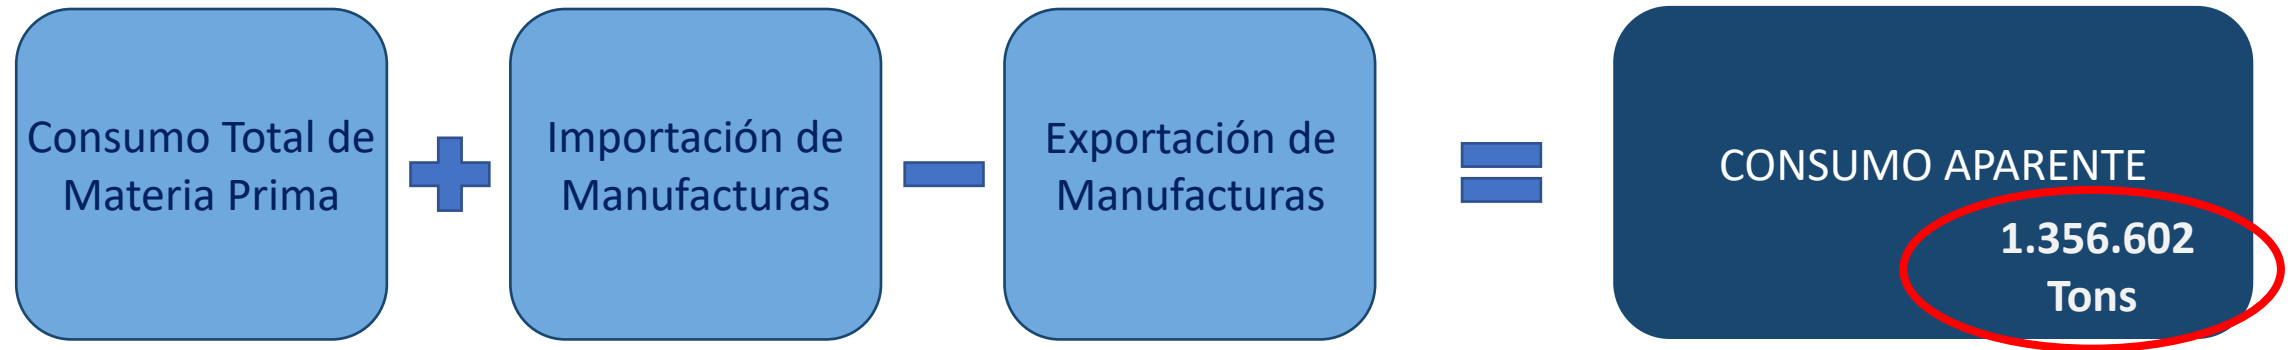 Consumo Total de
Materia Prima
Importación de
Manufacturas
Exportación de
Manufacturas
CONSUMO APARENTE
1.356.602
Tons